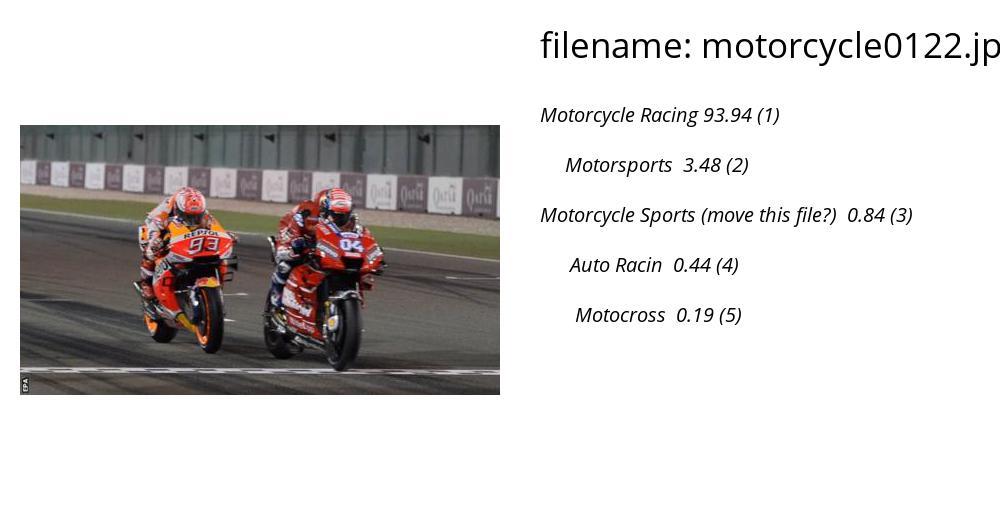 filename: motorcycle0122.jp
Motorcycle Racing 93.94 (1)
Motorsports 3.48 (2)
Motorcycle Sports (move this file?) 0.84 (3)
Auto Racin 0.44 (4)
Motocross 0.19 (5)
REPSOL
93
04
EPA